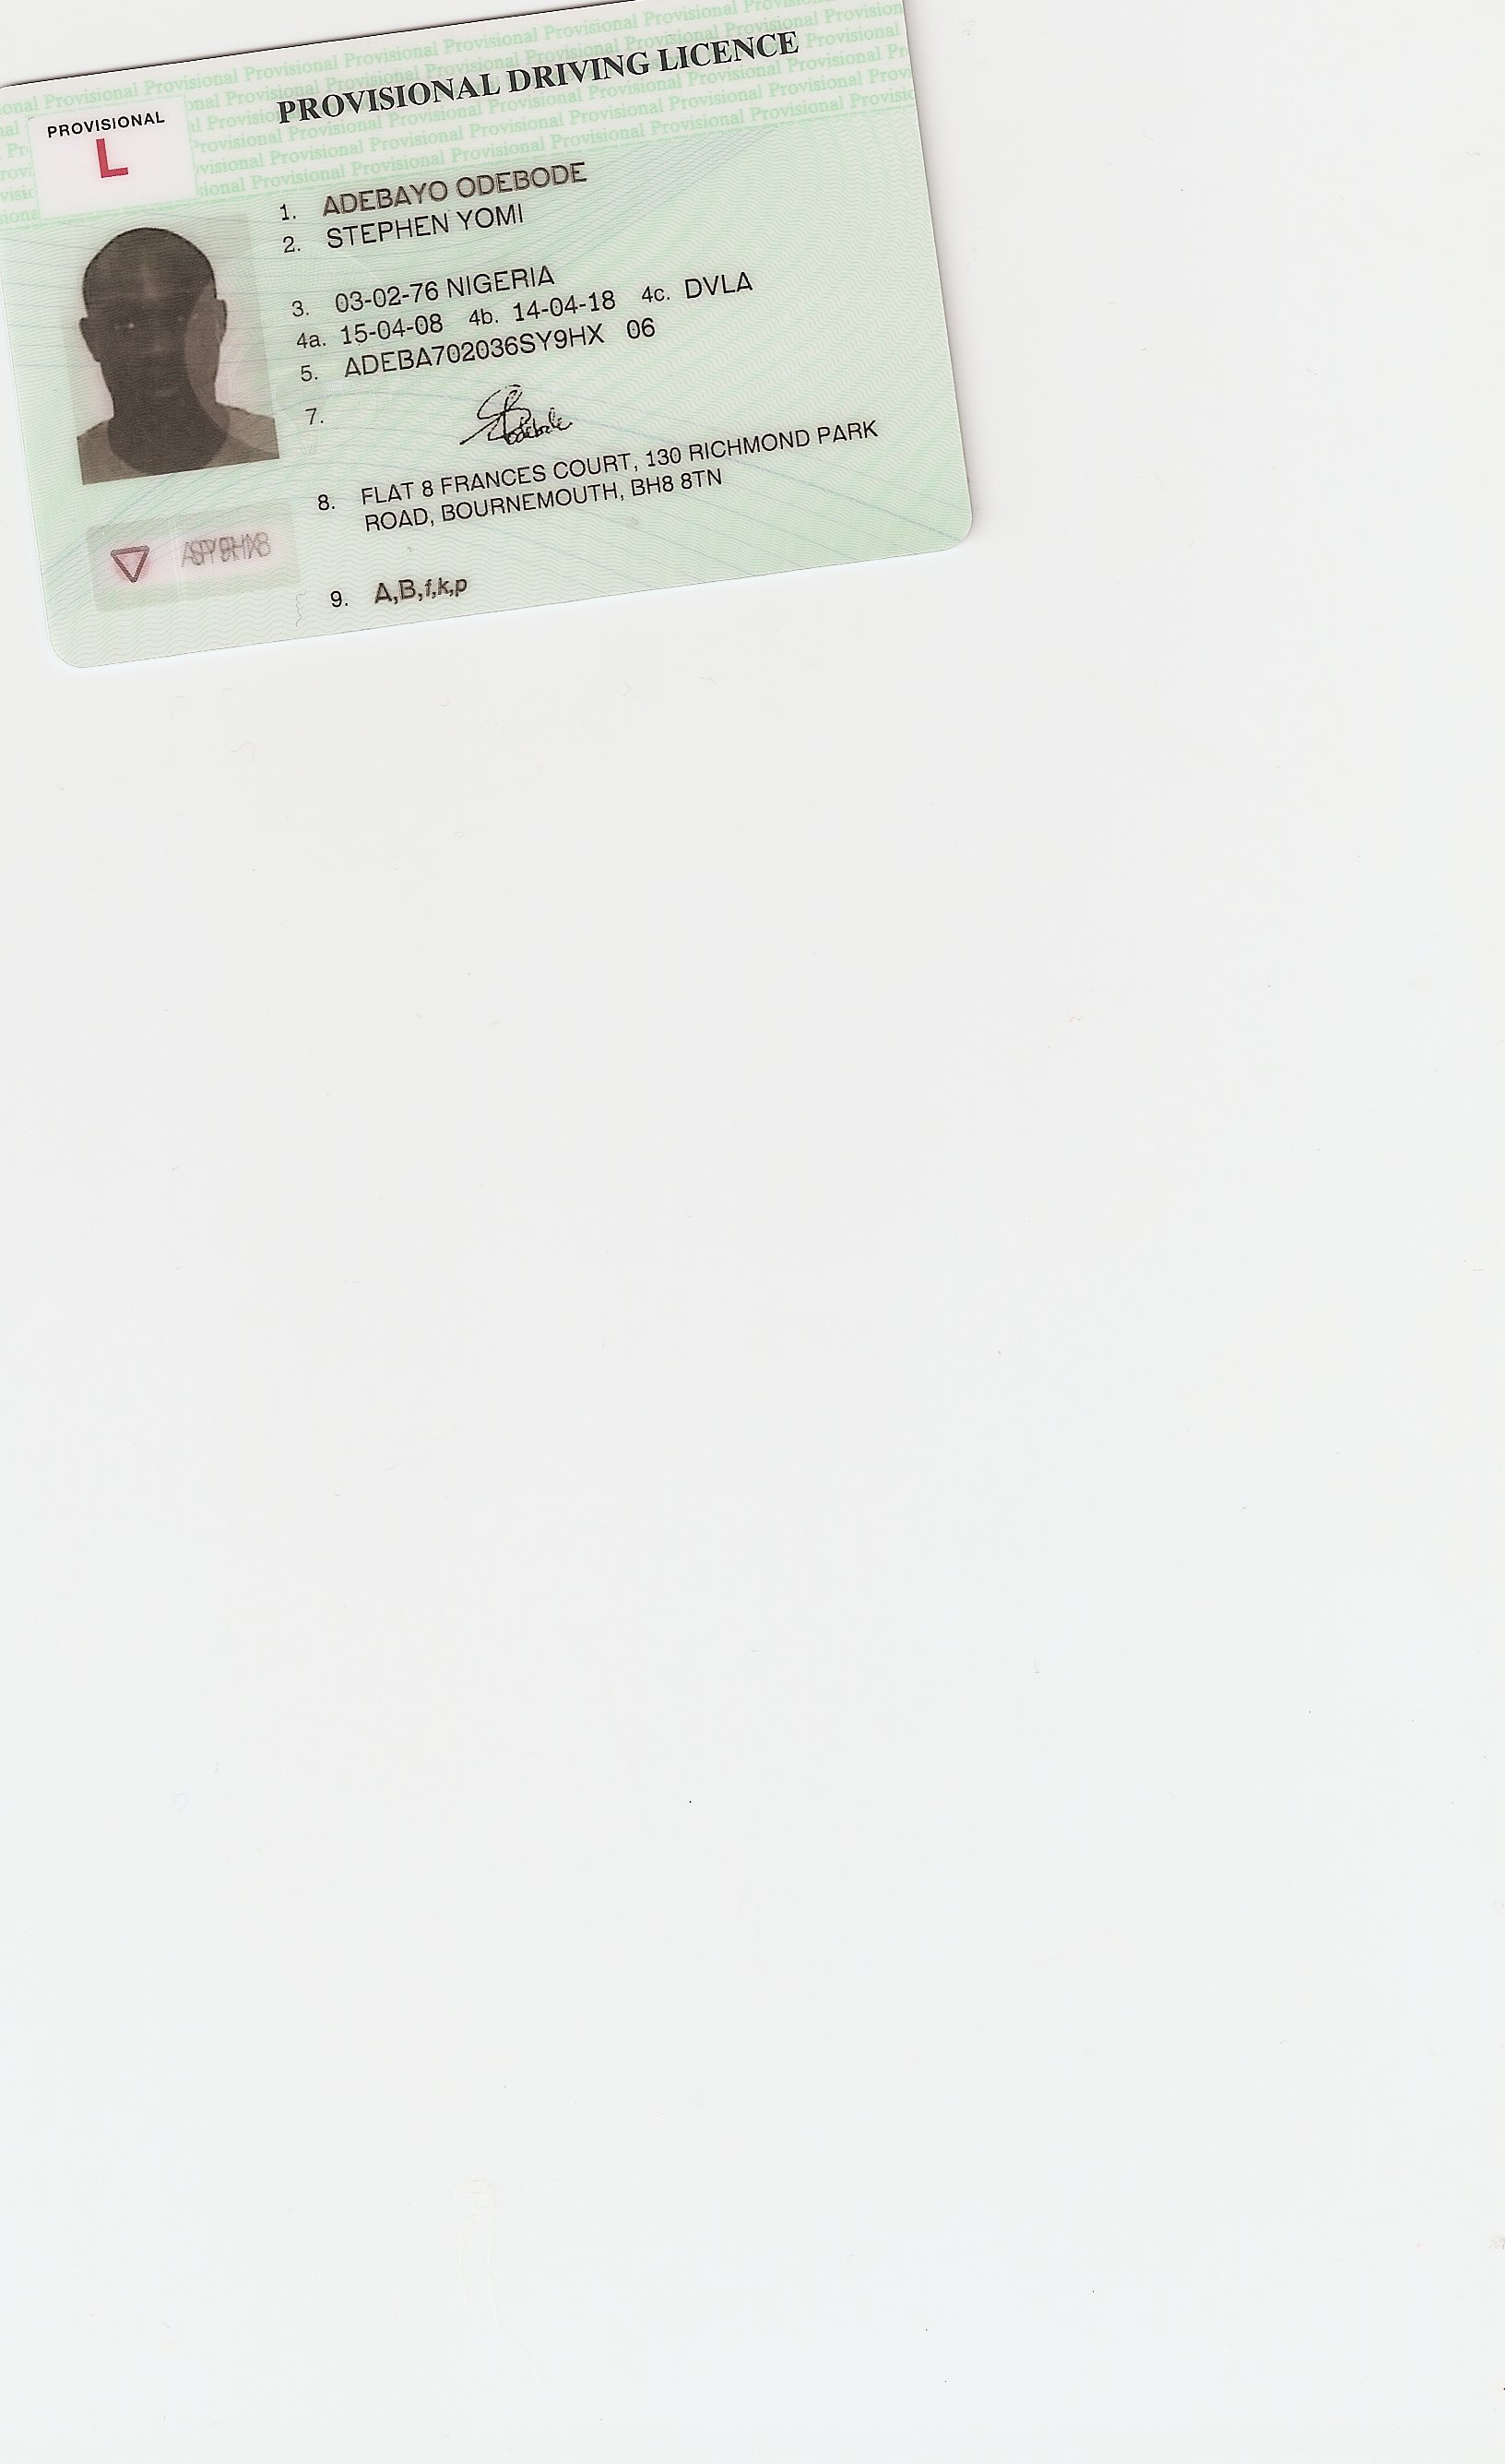 PROVISIONAL DRIVING LICENCE
PROVISIONAL
L
1. ADEBAYO ODEBODE
2. STEPHEN YOMI
3. 03-02-76 NIGERIA
4a. 15-04-08 4b. 14-04-18 4c. DVLA
5. ADEBA702036SY9HX 06
7.
8. FLAT 8 FRANCES COURT, 130 RICHMOND PARK
ROAD, BOURNEMOUTH, BH8 8TN
9. A,B,f,k,p